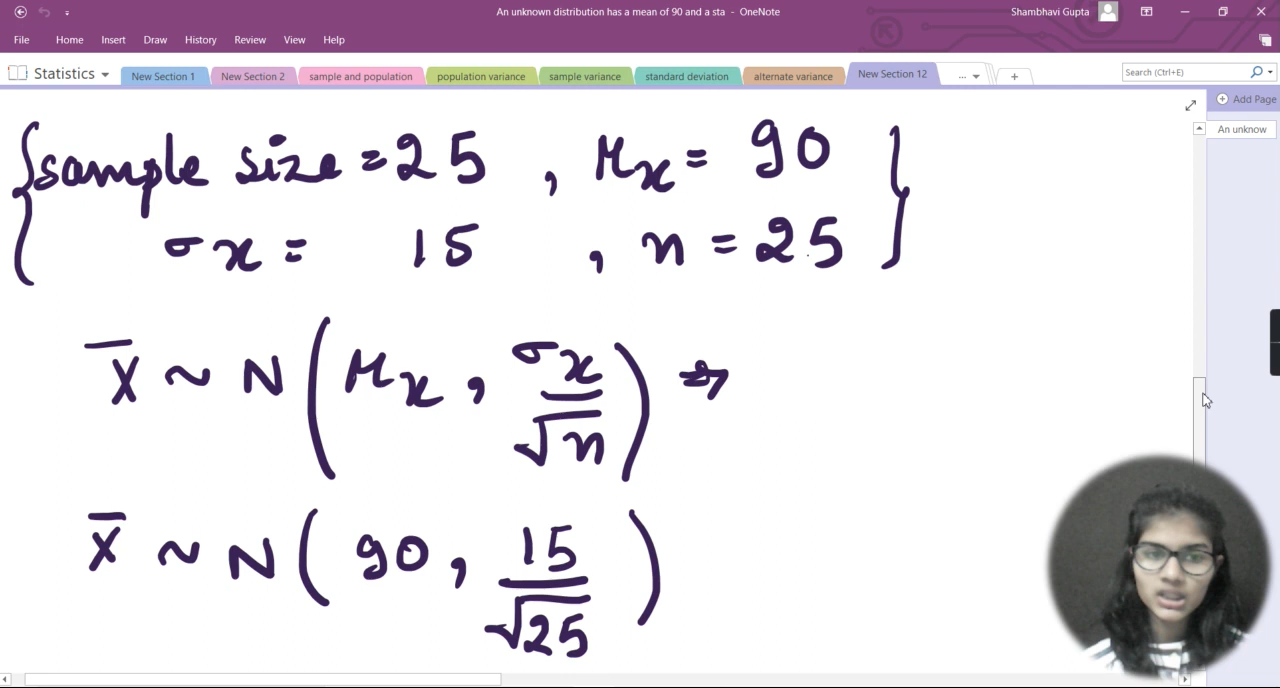 An unknown distribution has a mean of 90 and a sta - OneNote
Shambhavi Gupta
File Home Insert Draw History Review View Help
Statistics
New Section 1 New Section 2 sample and population population variance sample variance standard deviation alternate variance New Section 12 ... +
Search (Ctrl+E)
Add Page
An unknow
{sample size = 25 , μx = 90
σx = 15 , n = 25}
X̅ ~ N(μx, σx/√n) ⇒
X̅ ~ N(90, 15/√25)